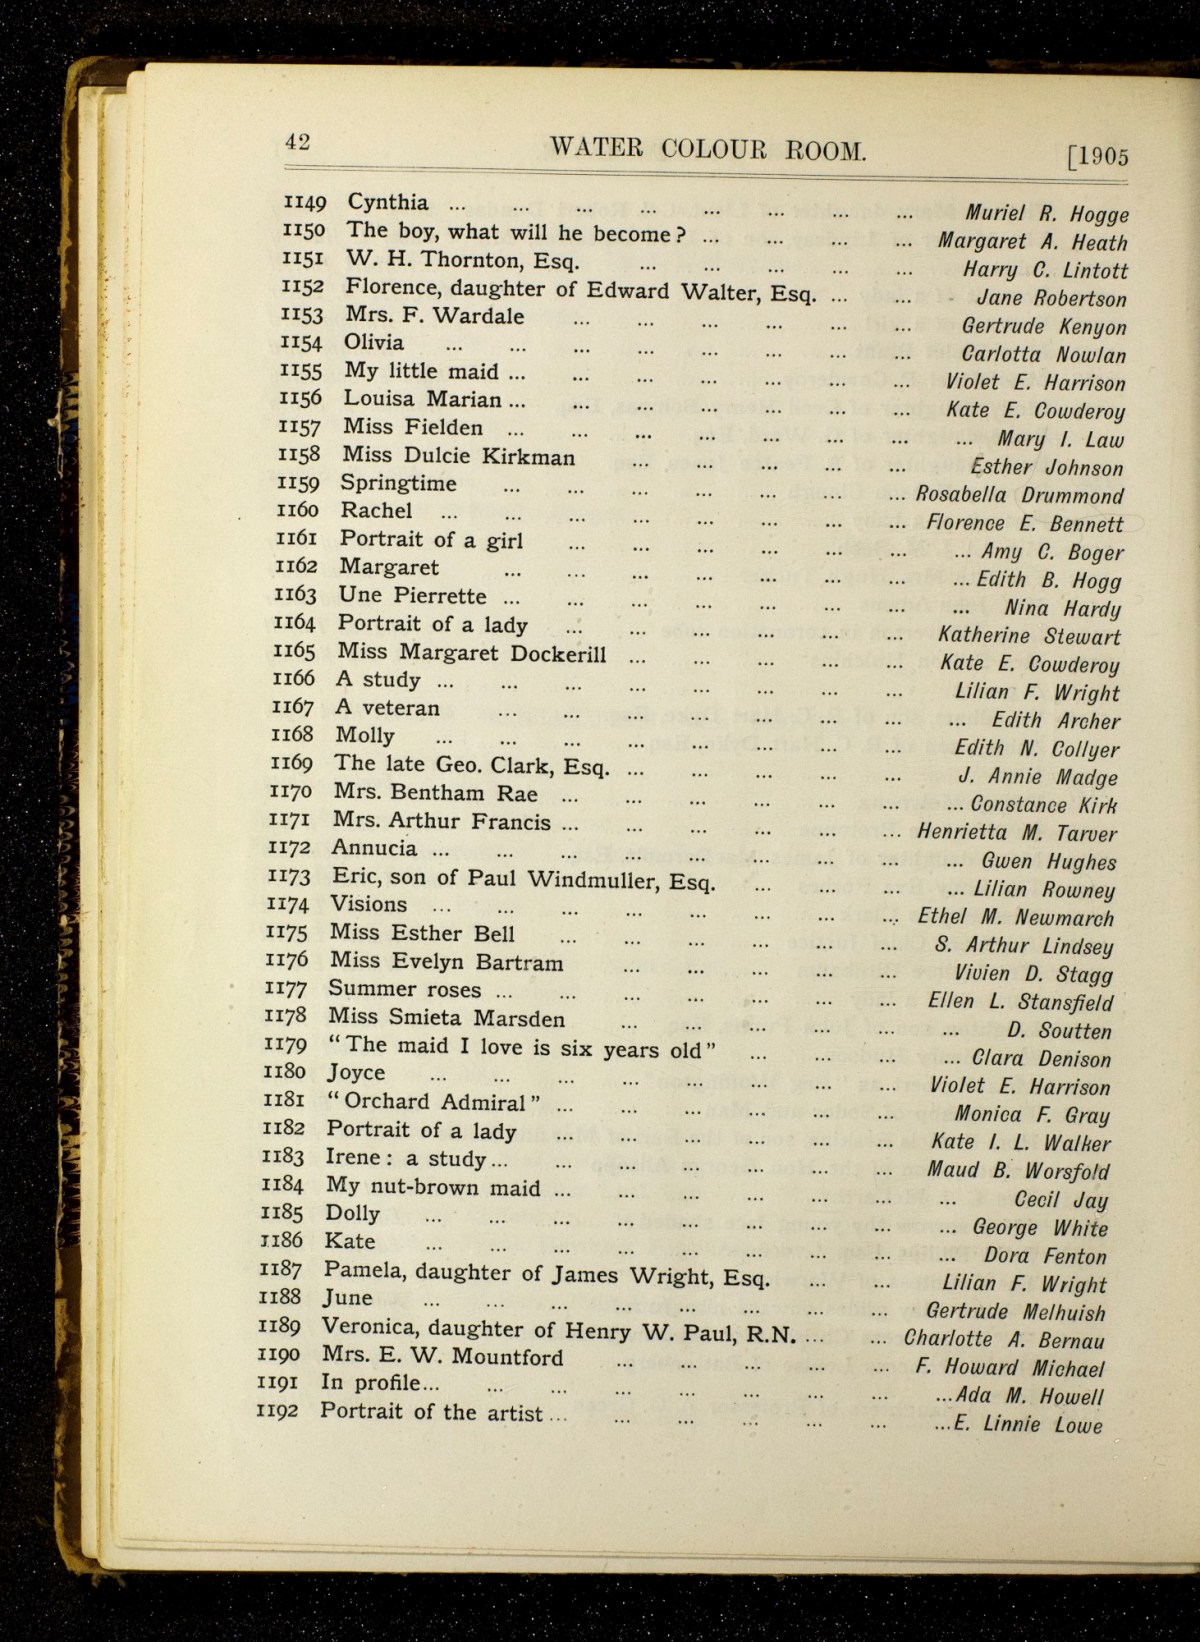 42 WATER COLOUR ROOM. [1905
1149 Cynthia ... ... ... ... ... ... ... ... Muriel R. Hogge
1150 The boy, what will he become? ... ... ... ... Margaret A. Heath
1151 W. H. Thornton, Esq. ... ... ... ... ... Harry C. Lintott
1152 Florence, daughter of Edward Walter, Esq. ... ... . Jane Robertson
1153 Mrs. F. Wardale ... ... ... ... ... ... Gertrude Kenyon
1154 Olivia ... ... ... ... ... ... ... ... Carlotta Nowlan
1155 My little maid ... ... ... ... ... ... ... Violet E. Harrison
1156 Louisa Marian ... ... ... ... ... ... ... Kate E. Cowderoy
1157 Miss Fielden ... ... ... ... ... ... ... ... Mary I. Law
1158 Miss Dulcie Kirkman ... ... ... ... ... Esther Johnson
1159 Springtime ... ... ... ... ... ... ... Rosabella Drummond
1160 Rachel ... ... ... ... ... ... ... ... Florence E. Bennett
1161 Portrait of a girl ... ... ... ... ... ... ... Amy C. Boger
1162 Margaret ... ... ... ... ... ... ... ... Edith B. Hogg
1163 Une Pierrette ... ... ... ... ... ... ... ... Nina Hardy
1164 Portrait of a lady ... ... ... ... ... ... Katherine Stewart
1165 Miss Margaret Dockerill ... ... ... ... ... Kate E. Cowderoy
1166 A study ... ... ... ... ... ... ... ... Lilian F. Wright
1167 A veteran ... ... ... ... ... ... ... ... Edith Archer
1168 Molly ... ... ... ... ... ... ... ... Edith N. Collyer
1169 The late Geo. Clark, Esq. ... ... ... ... ... J. Annie Madge
1170 Mrs. Bentham Rae ... ... ... ... ... ... ... Constance Kirk
1171 Mrs. Arthur Francis ... ... ... ... ... ... Henrietta M. Tarver
1172 Annucia ... ... ... ... ... ... ... ... ... Gwen Hughes
1173 Eric, son of Paul Windmuller, Esq. ... ... ... ... Lilian Rowney
1174 Visions ... ... ... ... ... ... ... ... Ethel M. Newmarch
1175 Miss Esther Bell ... ... ... ... ... ... S. Arthur Lindsey
1176 Miss Evelyn Bartram ... ... ... ... ... Vivien D. Stagg
1177 Summer roses ... ... ... ... ... ... ... Ellen L. Stansfield
1178 Miss Smieta Marsden ... ... ... ... ... ... D. Soutten
1179 "The maid I love is six years old" ... ... ... ... Clara Denison
1180 Joyce ... ... ... ... ... ... ... ... Violet E. Harrison
1181 "Orchard Admiral" ... ... ... ... ... ... Monica F. Gray
1182 Portrait of a lady ... ... ... ... ... ... Kate I. L. Walker
1183 Irene: a study ... ... ... ... ... ... ... Maud B. Worsfold
1184 My nut-brown maid ... ... ... ... ... ... ... Cecil Jay
1185 Dolly ... ... ... ... ... ... ... ... ... George White
1186 Kate ... ... ... ... ... ... ... ... ... Dora Fenton
1187 Pamela, daughter of James Wright, Esq. ... ... Lilian F. Wright
1188 June ... ... ... ... ... ... ... ... Gertrude Melhuish
1189 Veronica, daughter of Henry W. Paul, R.N. ... ... Charlotte A. Bernau
1190 Mrs. E. W. Mountford ... ... ... ... ... F. Howard Michael
1191 In profile... ... ... ... ... ... ... ... ... Ada M. Howell
1192 Portrait of the artist ... ... ... ... ... ... ... E. Linnie Lowe